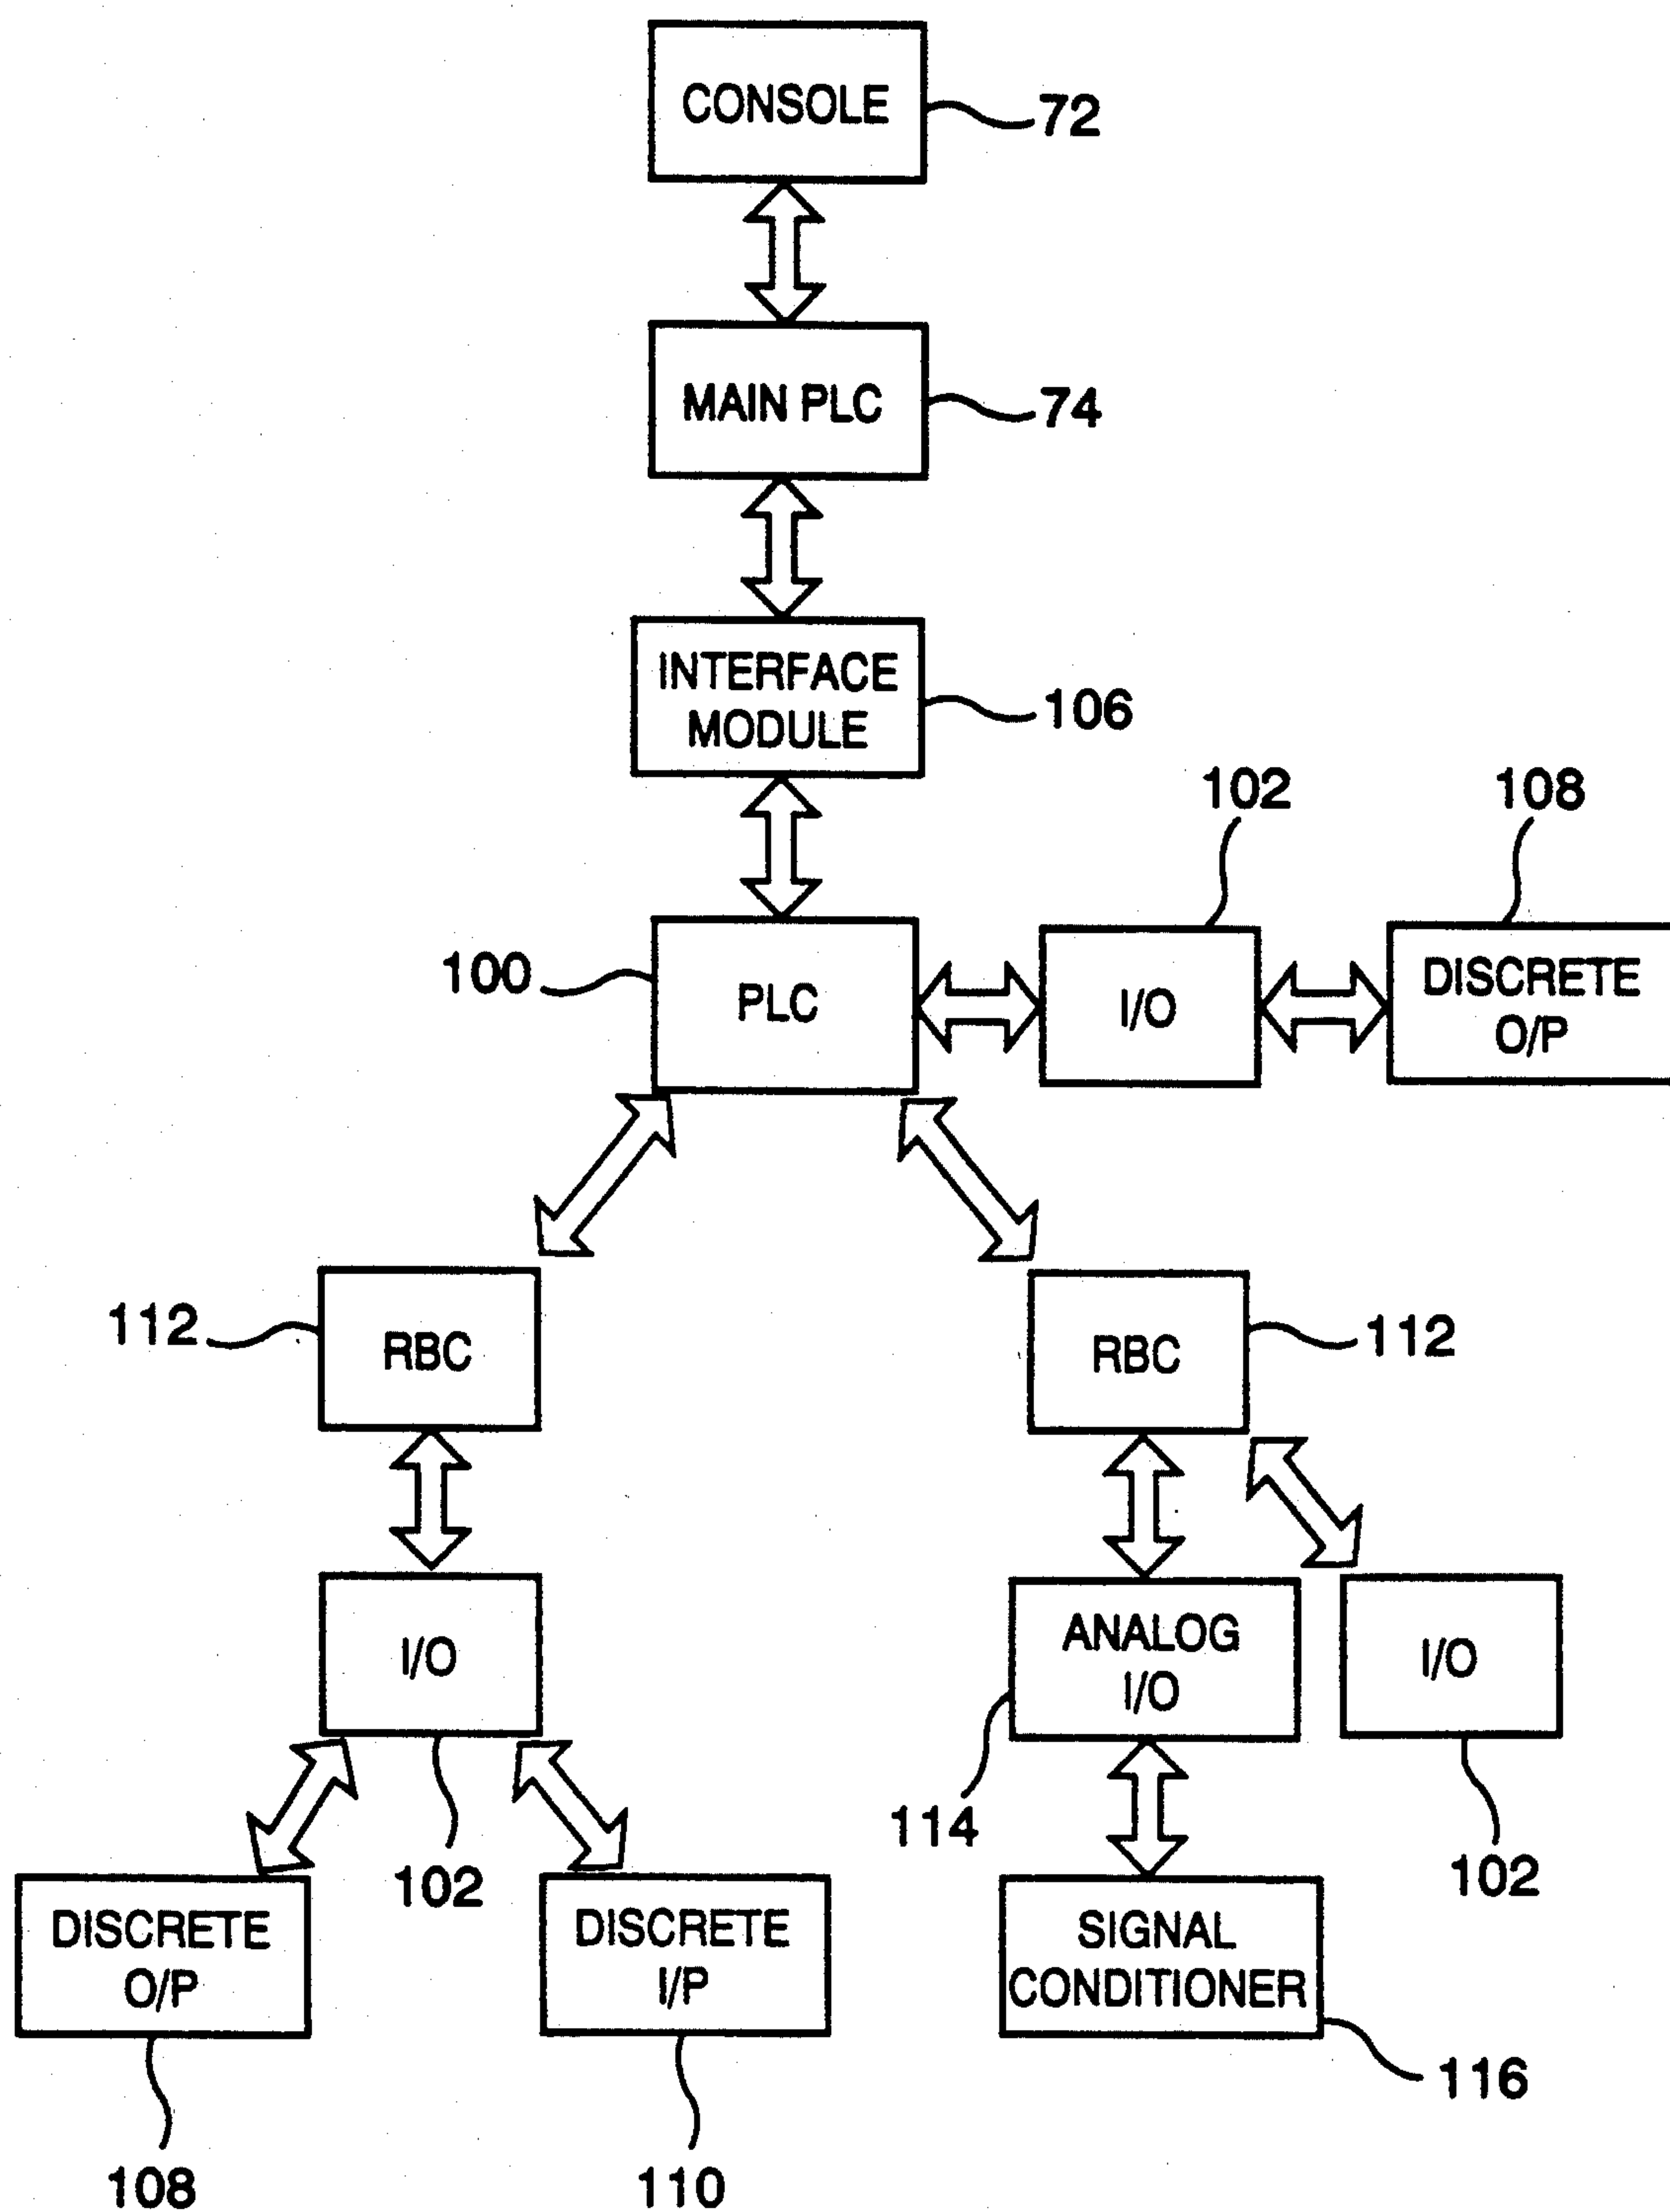 CONSOLE
72
MAIN PLC
74
INTERFACE
MODULE
106
102
108
100
PLC
I/O
DISCRETE
O/P
112
RBC
RBC
112
I/O
ANALOG
I/O
I/O
114
102
102
DISCRETE
O/P
DISCRETE
I/P
SIGNAL
CONDITIONER
116
108
110